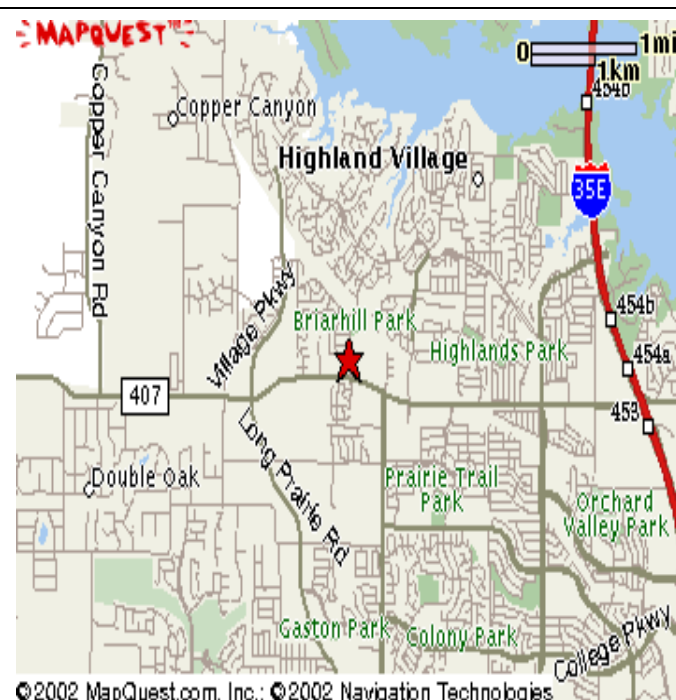 MAPQUEST™
0 1mi
1km
454b
Copper Canyon
Copper Canyon Rd
Highland Village
35E
Village Pkwy
Briarhill Park
Highlands Park
454b
454a
453
407
Long Prairie Rd
Double Oak
Prairie Trail
Park
Orchard
Valley Park
Gaston Park
Colony Park
College Pkwy
©2002 MapQuest.com, Inc.; ©2002 Navigation Technologies